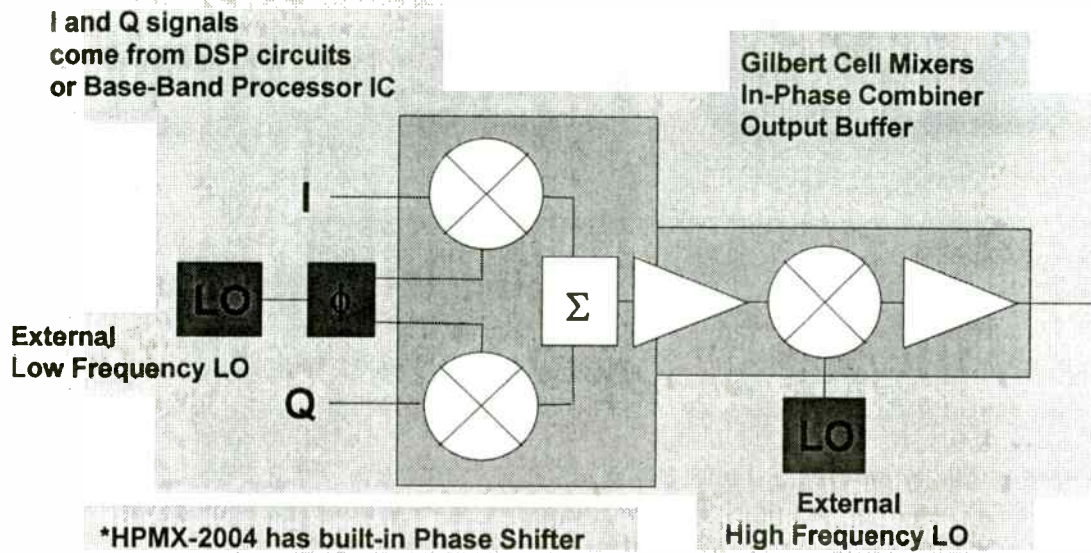 I and Q signals
come from DSP circuits
or Base-Band Processor IC
Gilbert Cell Mixers
In-Phase Combiner
Output Buffer
I
LO
ϕ
Σ
External
Low Frequency LO
Q
LO
External
High Frequency LO
*HPMX-2004 has built-in Phase Shifter